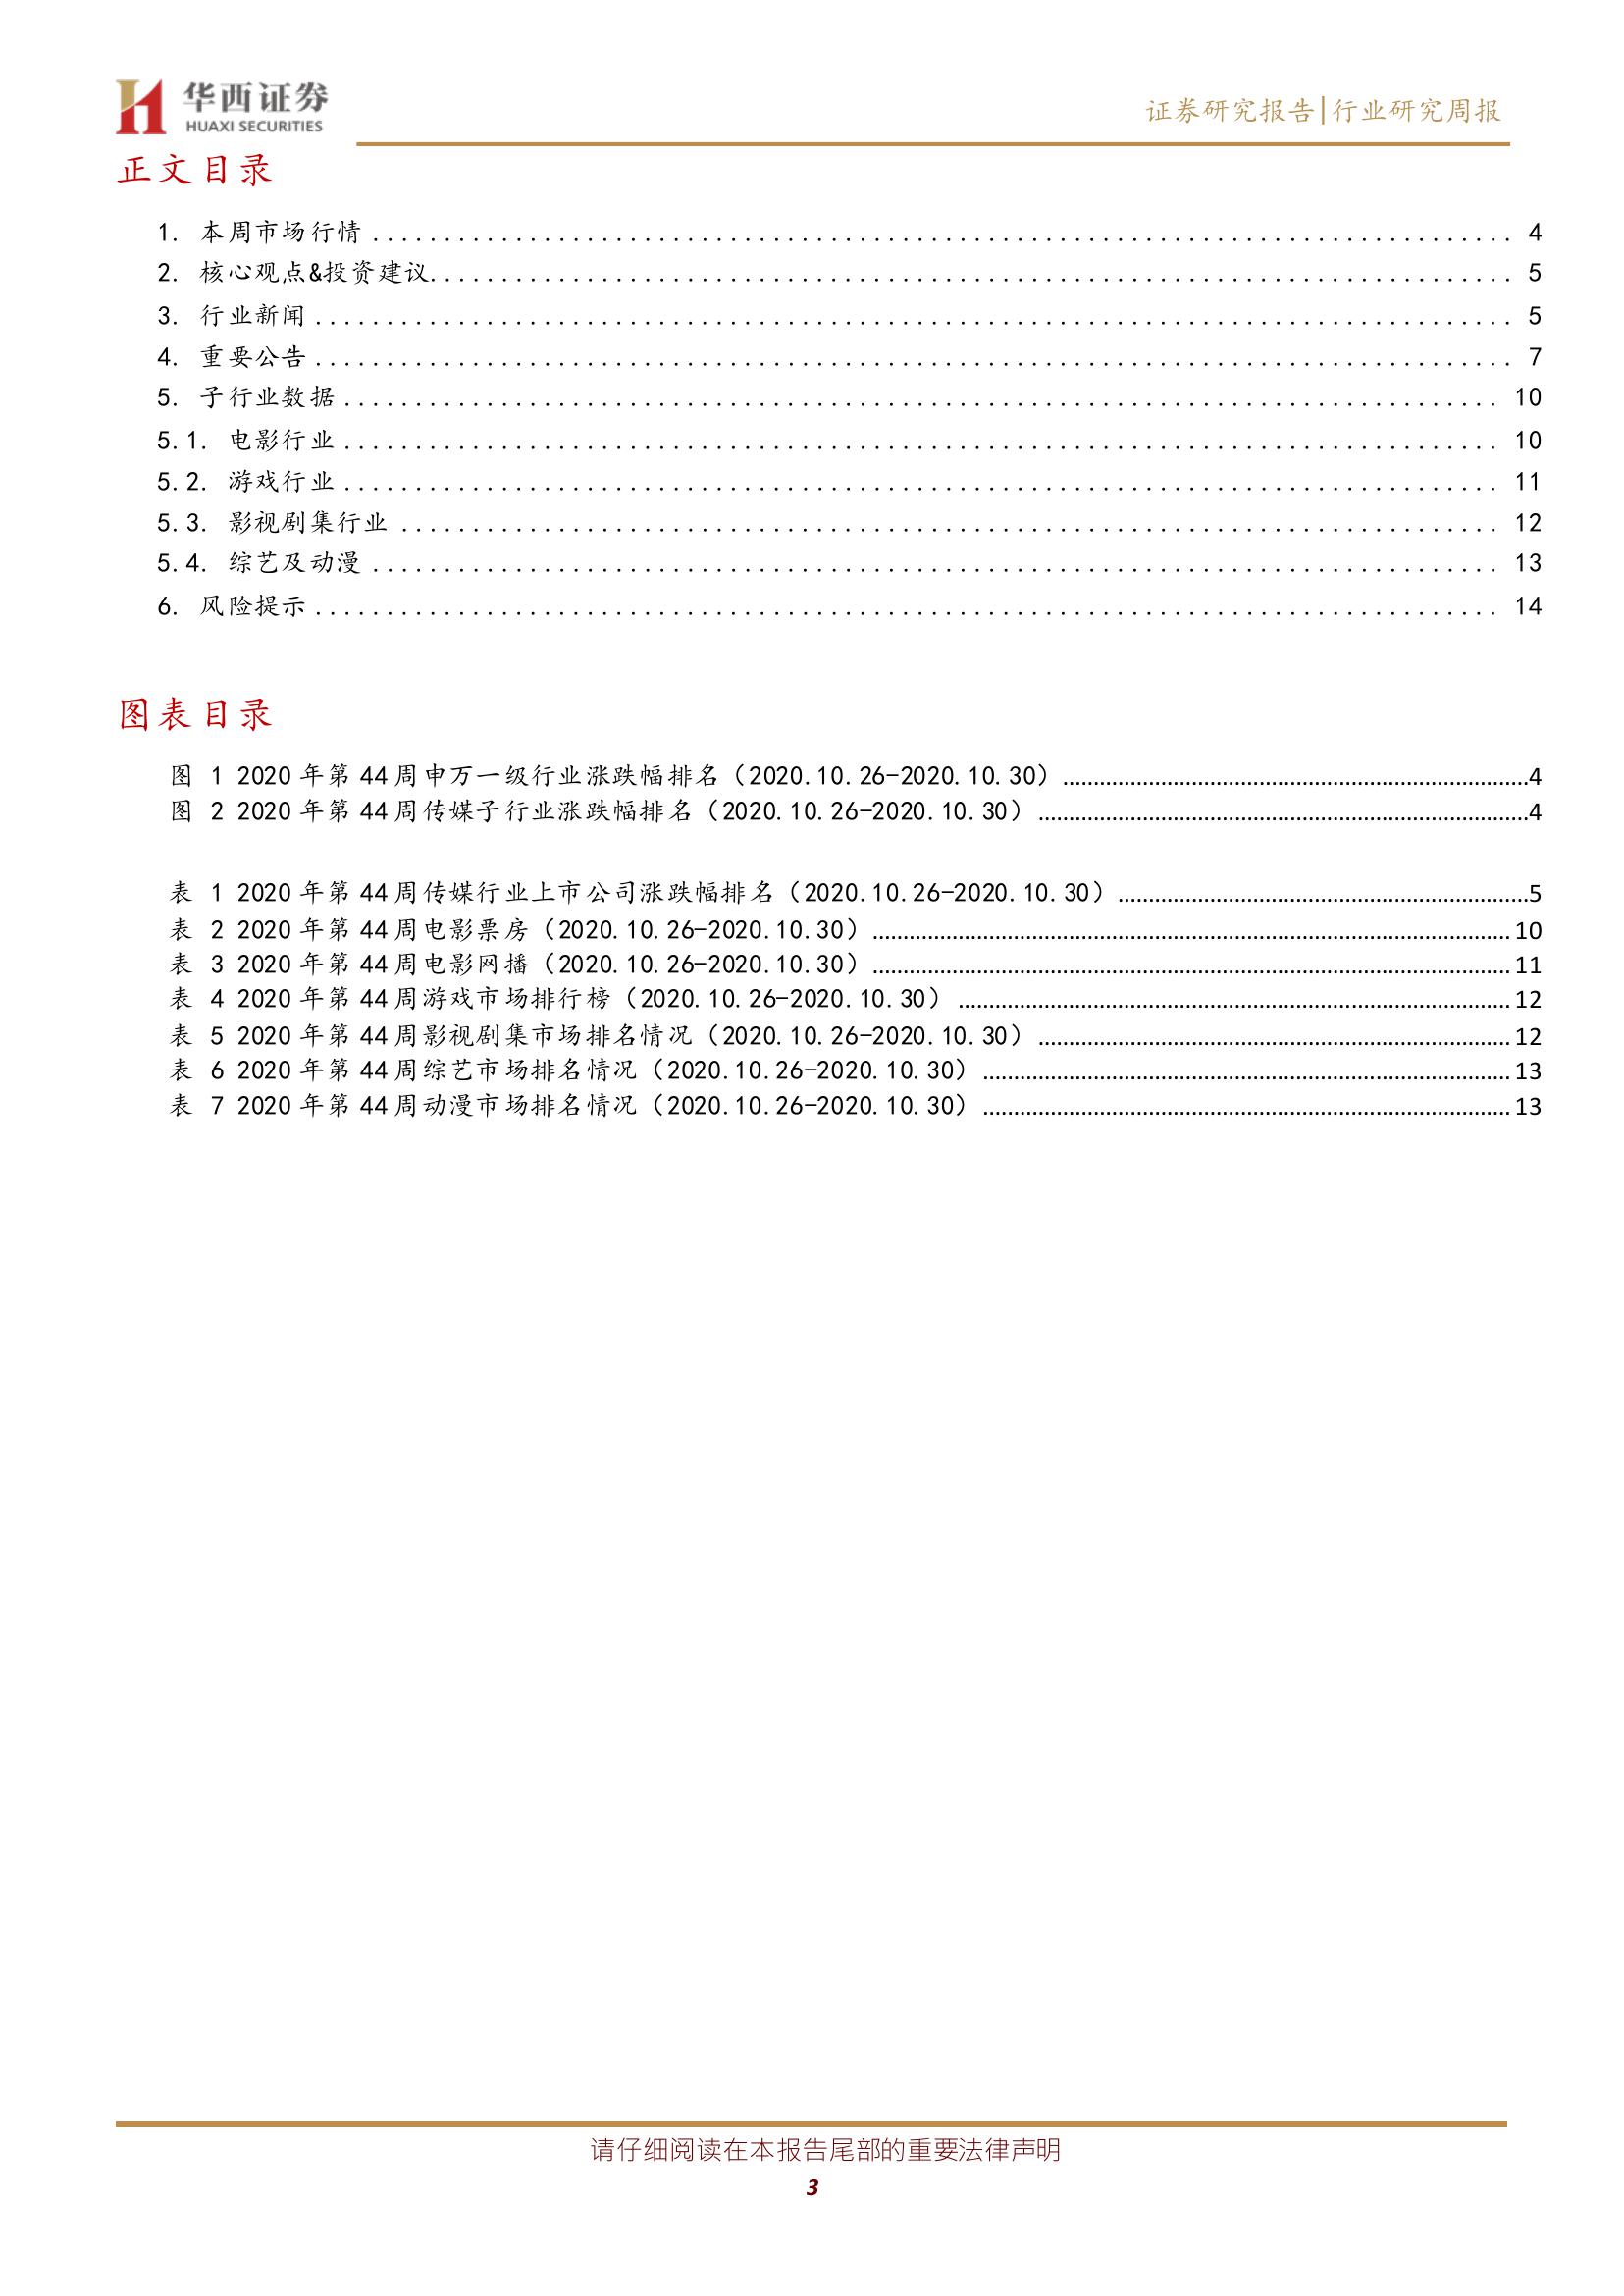 华西证券
HUAXI SECURITIES
证券研究报告|行业研究周报
正文目录
1. 本周市场行情 ........ 4
2. 核心观点&投资建议........ 5
3. 行业新闻 ........ 5
4. 重要公告 ........ 7
5. 子行业数据 ........ 10
5.1. 电影行业 ........ 10
5.2. 游戏行业 ........ 11
5.3. 影视剧集行业 ........ 12
5.4. 综艺及动漫 ........ 13
6. 风险提示 ........ 14
图表目录
图 1 2020 年第 44 周申万一级行业涨跌幅排名（2020.10.26-2020.10.30）........4
图 2 2020 年第 44 周传媒子行业涨跌幅排名（2020.10.26-2020.10.30）........4
表 1 2020 年第 44 周传媒行业上市公司涨跌幅排名（2020.10.26-2020.10.30）........5
表 2 2020 年第 44 周电影票房（2020.10.26-2020.10.30）........10
表 3 2020 年第 44 周电影网播（2020.10.26-2020.10.30）........11
表 4 2020 年第 44 周游戏市场排行榜（2020.10.26-2020.10.30）........12
表 5 2020 年第 44 周影视剧集市场排名情况（2020.10.26-2020.10.30）........12
表 6 2020 年第 44 周综艺市场排名情况（2020.10.26-2020.10.30）........13
表 7 2020 年第 44 周动漫市场排名情况（2020.10.26-2020.10.30）........13
请仔细阅读在本报告尾部的重要法律声明
3